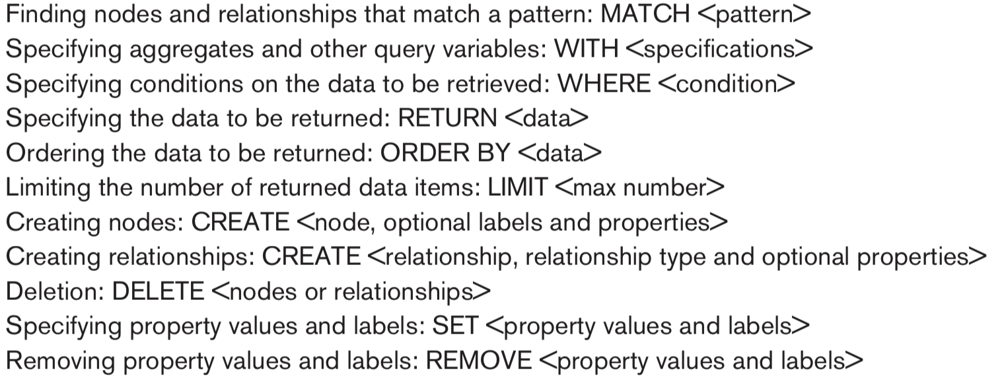 Finding nodes and relationships that match a pattern: MATCH <pattern>
Specifying aggregates and other query variables: WITH <specifications>
Specifying conditions on the data to be retrieved: WHERE <condition>
Specifying the data to be returned: RETURN <data>
Ordering the data to be returned: ORDER BY <data>
Limiting the number of returned data items: LIMIT <max number>
Creating nodes: CREATE <node, optional labels and properties>
Creating relationships: CREATE <relationship, relationship type and optional properties>
Deletion: DELETE <nodes or relationships>
Specifying property values and labels: SET <property values and labels>
Removing property values and labels: REMOVE <property values and labels>